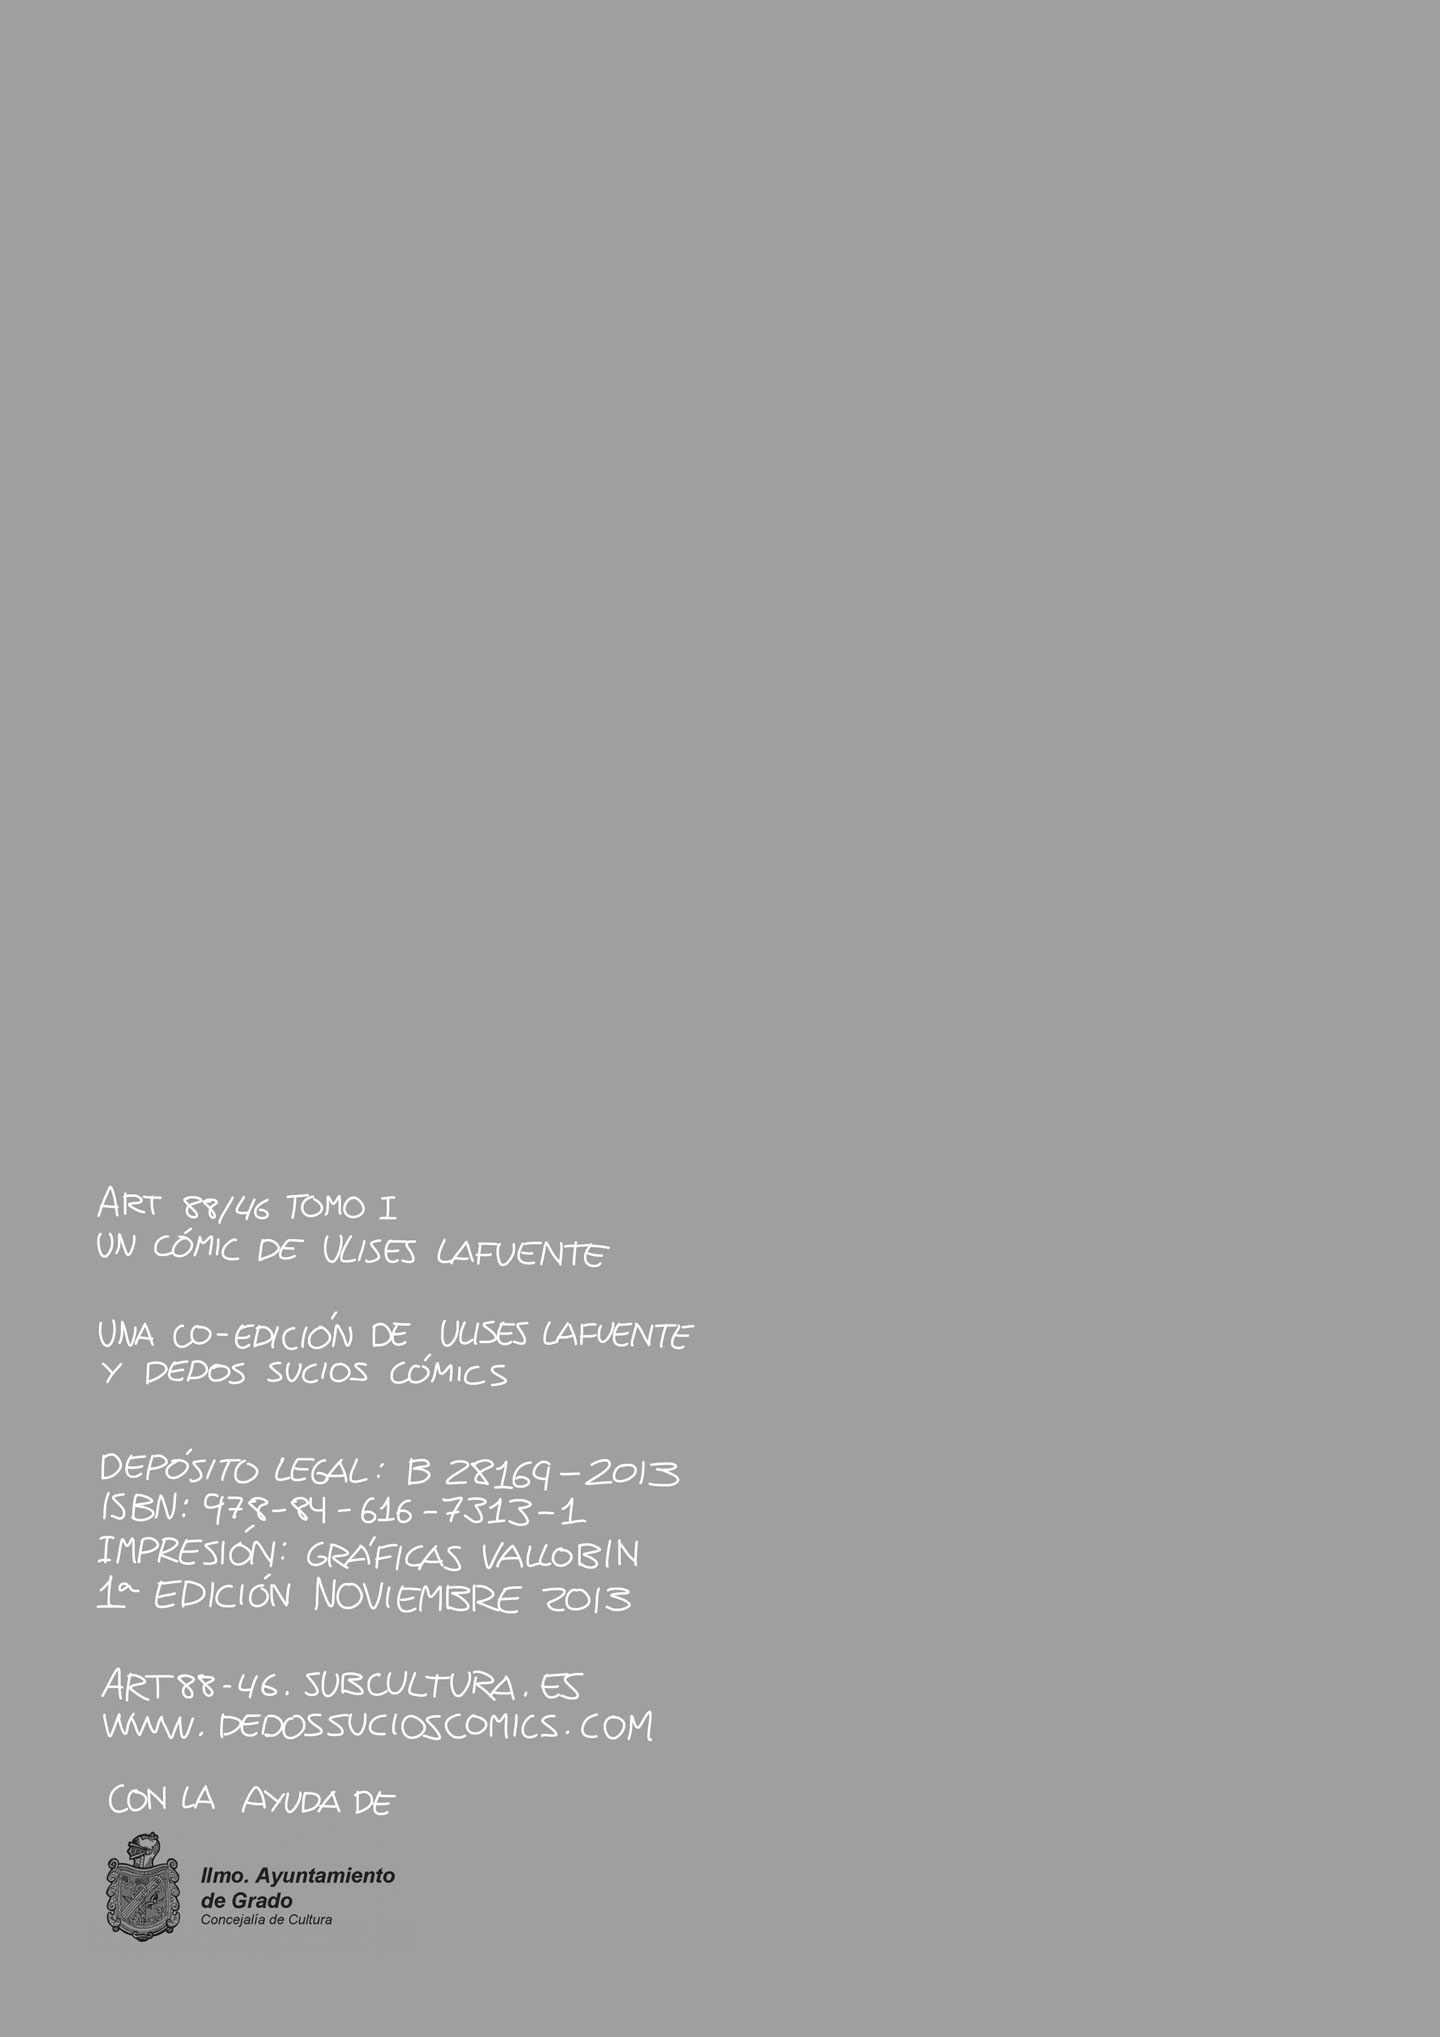 ART 88/46 TOMO I
UN CÓMIC DE ULISES LAFUENTE
UNA CO-EDICIÓN DE ULISES LAFUENTE
Y DEDOS SUCIOS CÓMICS
DEPÓSITO LEGAL: B 28169-2013
ISBN: 978-84-616-7313-1
IMPRESIÓN: GRÁFICAS VALLOBIN
1ª EDICIÓN NOVIEMBRE 2013
ART88-46.SUBCULTURA.ES
WWW.DEDOSSUCIOSCOMICS.COM
CON LA AYUDA DE
Ilmo. Ayuntamiento
de Grado
Concejalía de Cultura